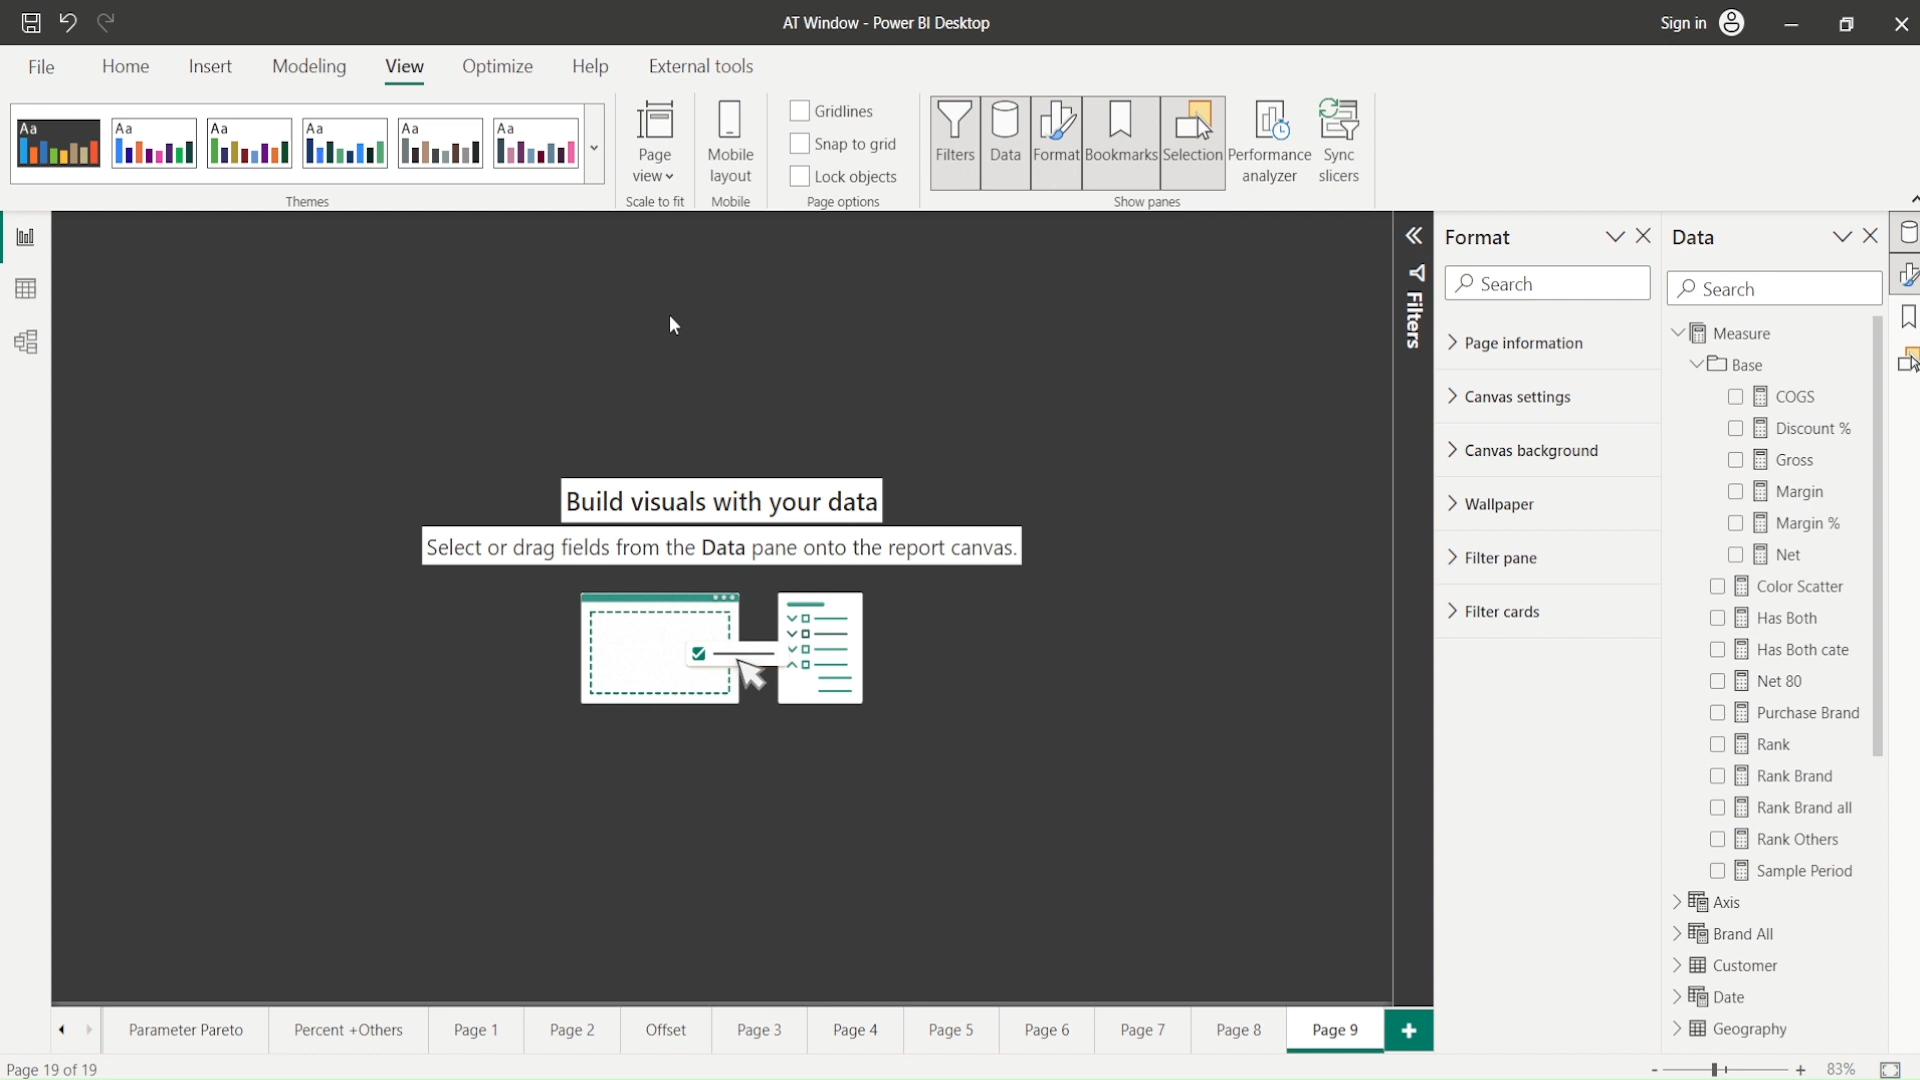 AT Window - Power BI Desktop
Sign in
File
Home
Insert
Modeling
View
Optimize
Help
External tools
Aa
Aa
Aa
Aa
Aa
Aa
Themes
Page
view
Scale to fit
Mobile
layout
Mobile
Gridlines
Snap to grid
Lock objects
Page options
Filters
Data
Format
Bookmarks
Selection
Performance
analyzer
Sync
slicers
Show panes
Build visuals with your data
Select or drag fields from the Data pane onto the report canvas.
Filters
Format
Search
Page information
Canvas settings
Canvas background
Wallpaper
Filter pane
Filter cards
Data
Search
Measure
Base
COGS
Discount %
Gross
Margin
Margin %
Net
Color Scatter
Has Both
Has Both cate
Net 80
Purchase Brand
Rank
Rank Brand
Rank Brand all
Rank Others
Sample Period
Axis
Brand All
Customer
Date
Geography
Parameter Pareto
Percent +Others
Page 1
Page 2
Offset
Page 3
Page 4
Page 5
Page 6
Page 7
Page 8
Page 9
+
Page 19 of 19
- + 83%